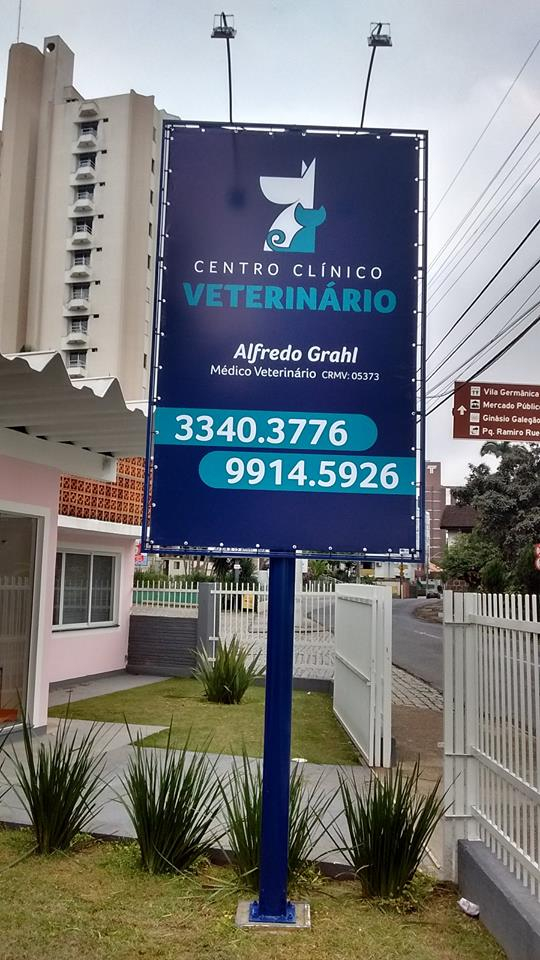 CENTRO CLÍNICO
VETERINÁRIO
Alfredo Grahl
Médico Veterinário CRMV: 05373
3340.3776
9914.5926
Vila Germânica
Mercado Público
Ginásio Galegão
Pq. Ramiro Rue